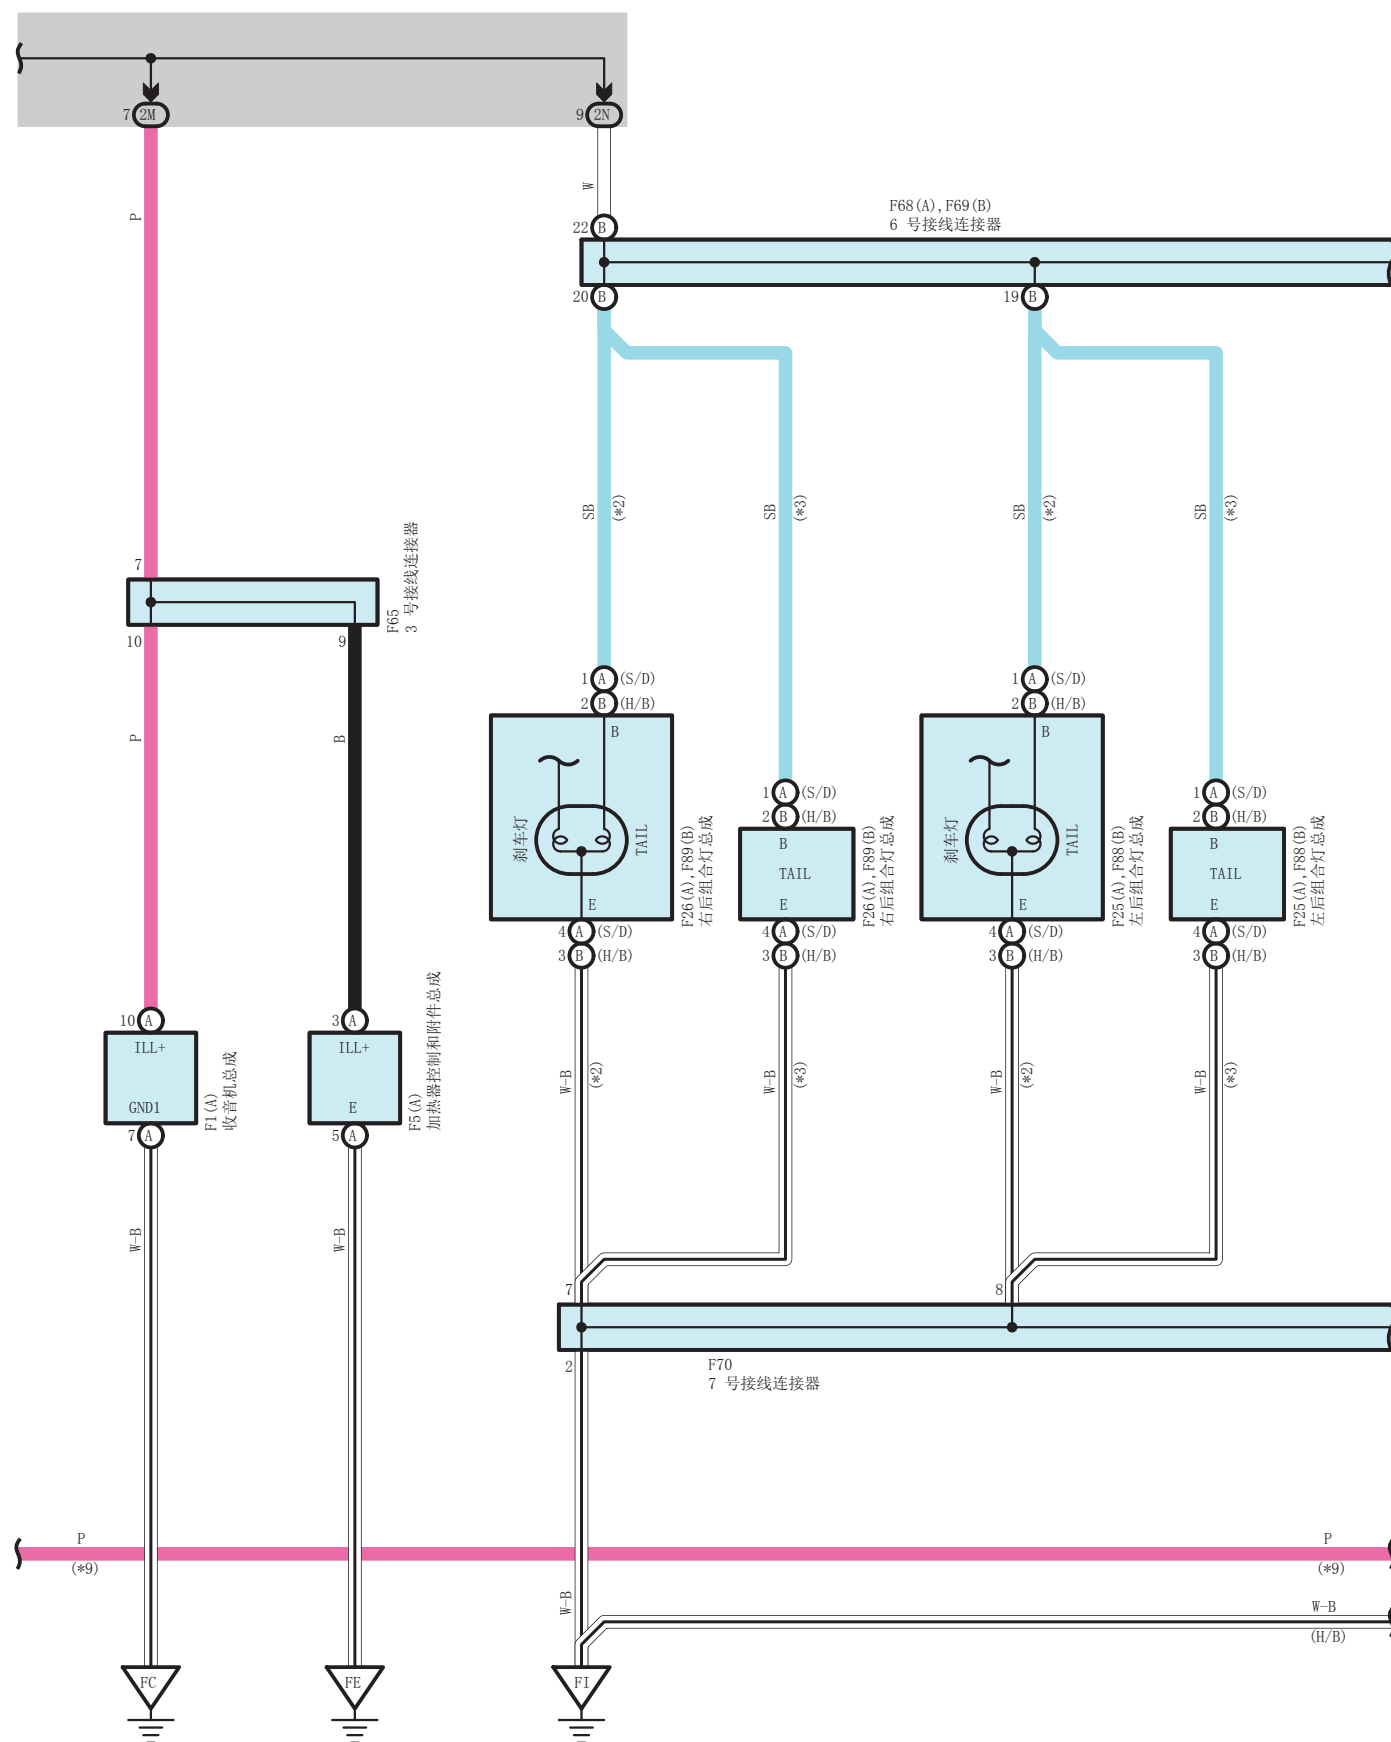 7 2M
9 2N
P
W
F68(A),F69(B)
6 号接线连接器
22 B
20 B
19 B
SB
(*2)
SB
(*3)
SB
(*2)
SB
(*3)
7
F65
3 号接线连接器
10
9
P
B
1 A (S/D)
2 B (H/B)
B
刹车灯
TAIL
E
F26(A),F89(B)
右后组合灯总成
4 A (S/D)
3 B (H/B)
1 A (S/D)
2 B (H/B)
B
TAIL
E
F26(A),F89(B)
右后组合灯总成
4 A (S/D)
3 B (H/B)
1 A (S/D)
2 B (H/B)
B
刹车灯
TAIL
E
F25(A),F88(B)
左后组合灯总成
4 A (S/D)
3 B (H/B)
1 A (S/D)
2 B (H/B)
B
TAIL
E
F25(A),F88(B)
左后组合灯总成
4 A (S/D)
3 B (H/B)
10 A
ILL+
GND1
7 A
F1(A)
收音机总成
3 A
ILL+
E
5 A
F5(A)
加热器控制和附件总成
W-B
(*2)
W-B
(*3)
W-B
(*2)
W-B
(*3)
W-B
W-B
7
8
2
F70
7 号接线连接器
P
(*9)
P
(*9)
W-B
W-B
(H/B)
FC
FE
FI